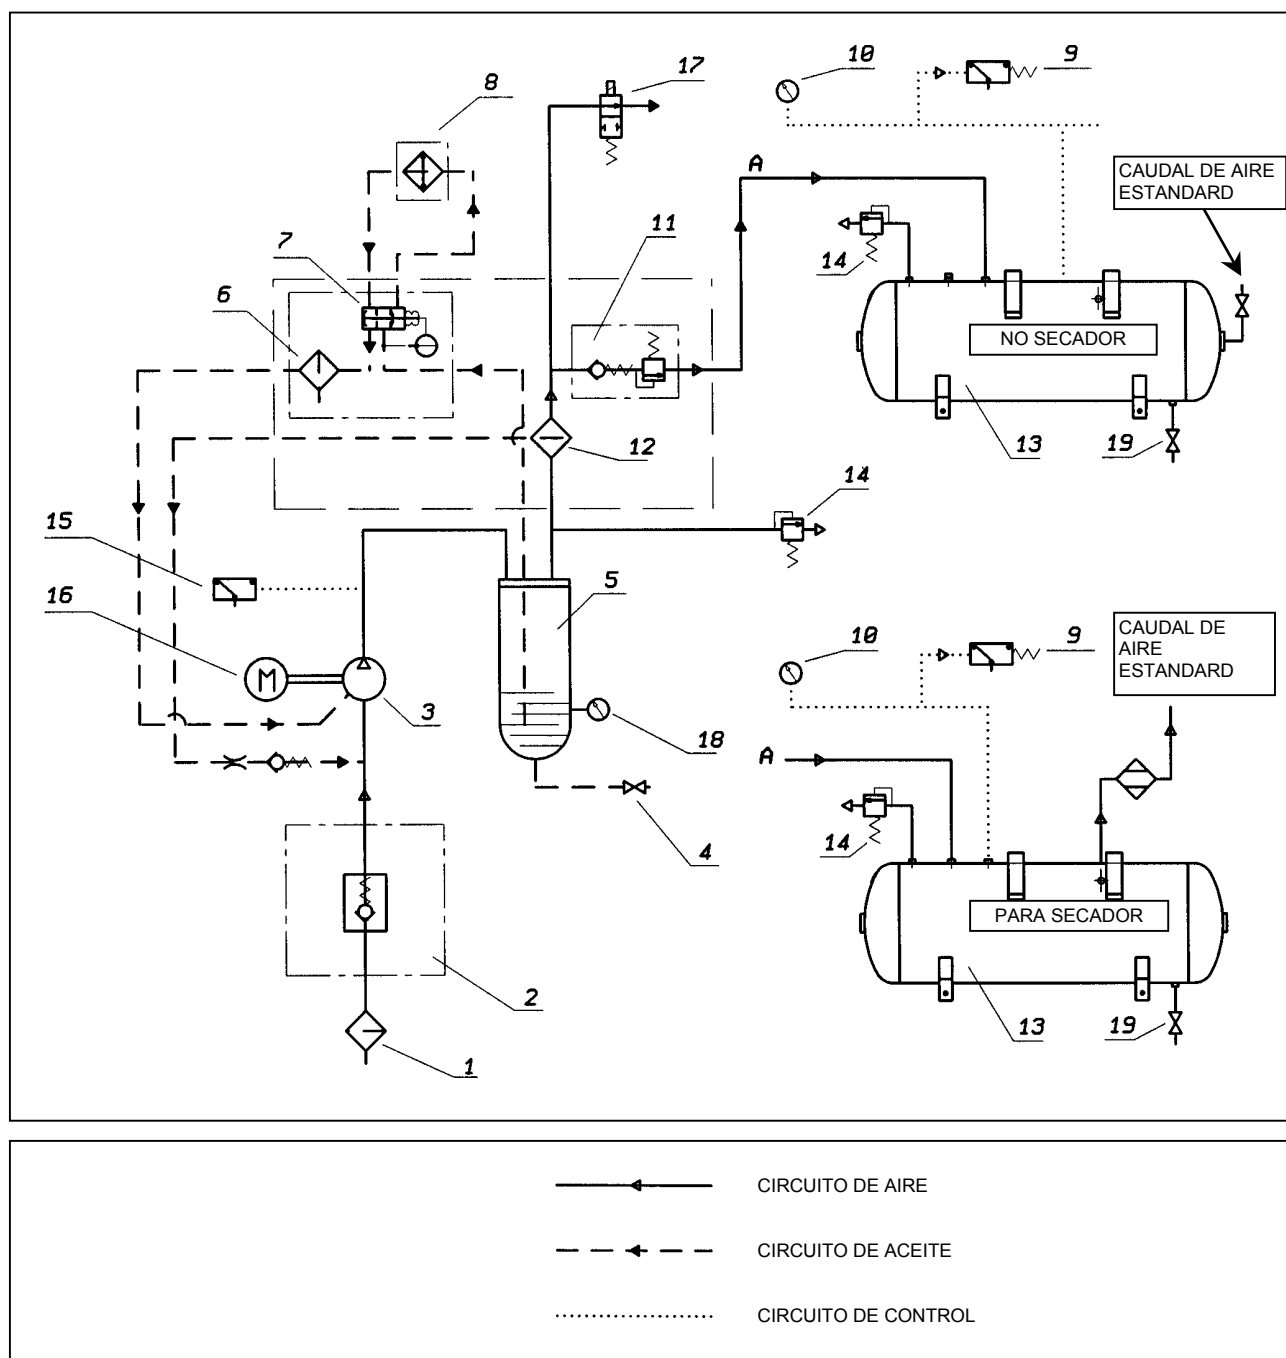 10
9
17
8
A
CAUDAL DE AIRE
ESTANDARD
11
14
7
6
NO SECADOR
12
13
19
14
15
5
16
10
9
CAUDAL DE
AIRE
ESTANDARD
M
3
18
A
4
14
PARA SECADOR
2
13
19
1
CIRCUITO DE AIRE
CIRCUITO DE ACEITE
CIRCUITO DE CONTROL